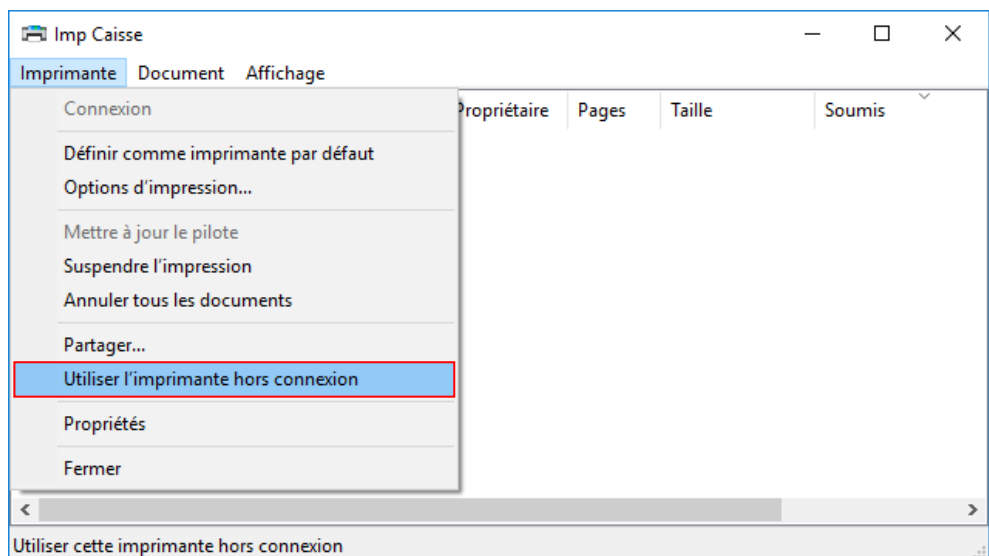 Imp Caisse
Imprimante Document Affichage
Connexion
Propriétaire Pages Taille Soumis
Définir comme imprimante par défaut
Options d'impression...
Mettre à jour le pilote
Suspendre l'impression
Annuler tous les documents
Partager...
Utiliser l'imprimante hors connexion
Propriétés
Fermer
Utiliser cette imprimante hors connexion